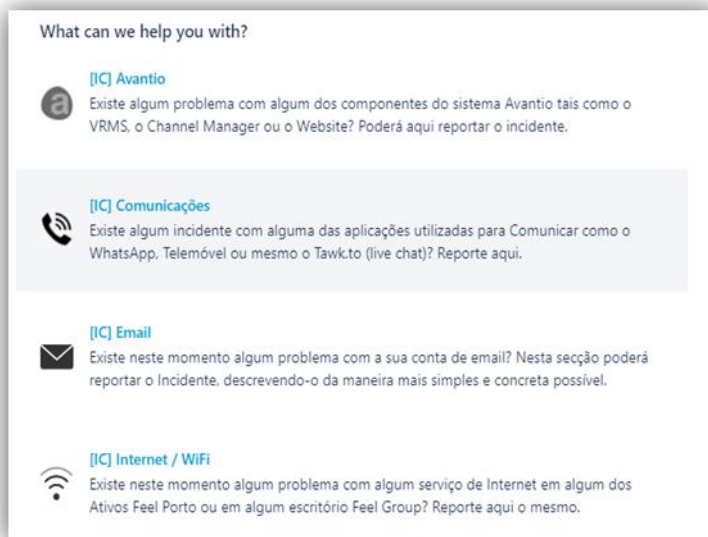 What can we help you with?
[IC] Avantio
a
Existe algum problema com algum dos componentes do sistema Avantio tais como o
VRMS, o Channel Manager ou o Website? Poderá aqui reportar o incidente.
[IC] Comunicações
Existe algum incidente com alguma das aplicações utilizadas para Comunicar como o
WhatsApp, Telemóvel ou mesmo o Tawk.to (live chat)? Reporte aqui.
[IC] Email
Existe neste momento algum problema com a sua conta de email? Nesta secção poderá
reportar o Incidente, descrevendo-o da maneira mais simples e concreta possível.
[IC] Internet / WiFi
Existe neste momento algum problema com algum serviço de Internet em algum dos
Ativos Feel Porto ou em algum escritório Feel Group? Reporte aqui o mesmo.